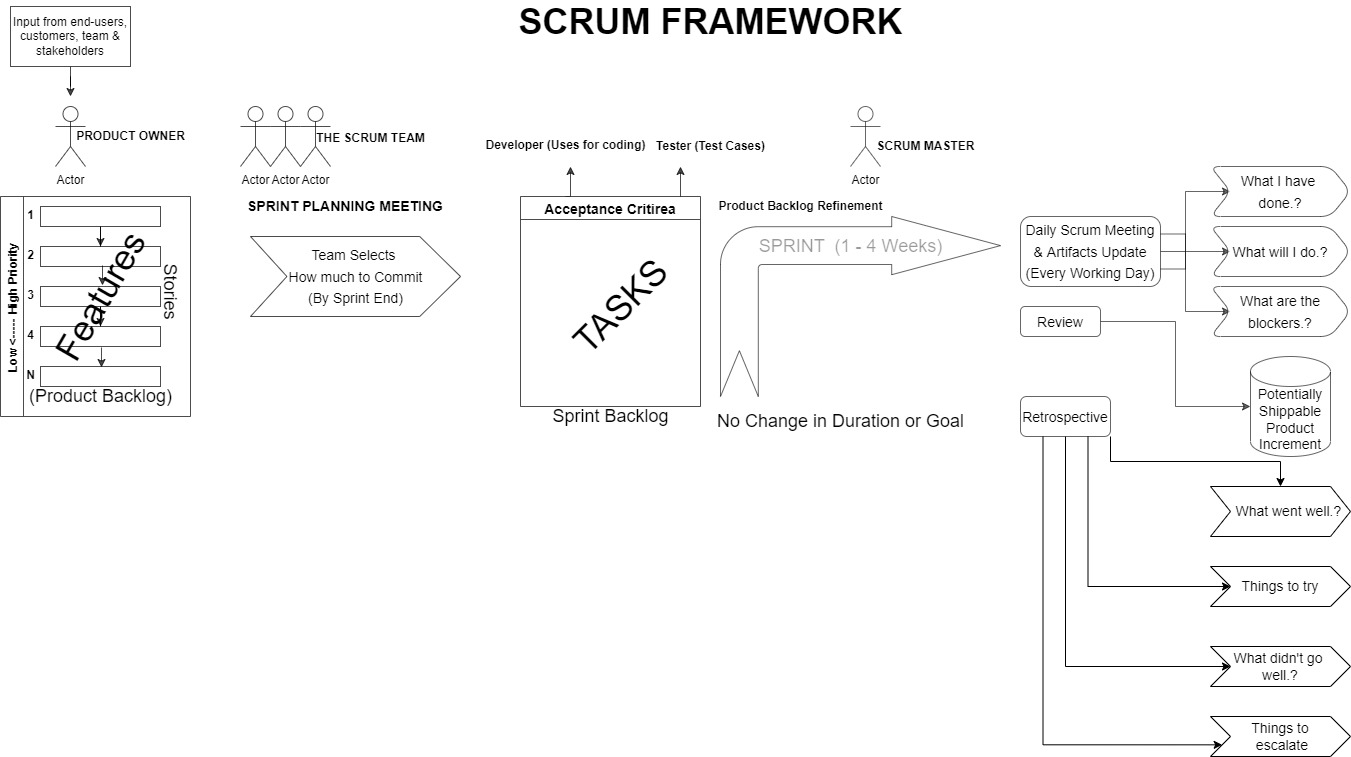 SCRUM FRAMEWORK
Input from end-users,
customers, team &
stakeholders
PRODUCT OWNER
Actor
THE SCRUM TEAM
Actor Actor Actor
SPRINT PLANNING MEETING
Team Selects
How much to Commit
(By Sprint End)
Low <----- High Priority
1
2
3
4
N
Features
Stories
(Product Backlog)
Developer (Uses for coding)
Tester (Test Cases)
Acceptance Critirea
TASKS
Sprint Backlog
SCRUM MASTER
Actor
Product Backlog Refinement
SPRINT (1 - 4 Weeks)
No Change in Duration or Goal
Daily Scrum Meeting
& Artifacts Update
(Every Working Day)
What I have
done.?
What will I do.?
What are the
blockers.?
Review
Potentially
Shippable
Product
Increment
Retrospective
What went well.?
Things to try
What didn't go
well.?
Things to
escalate